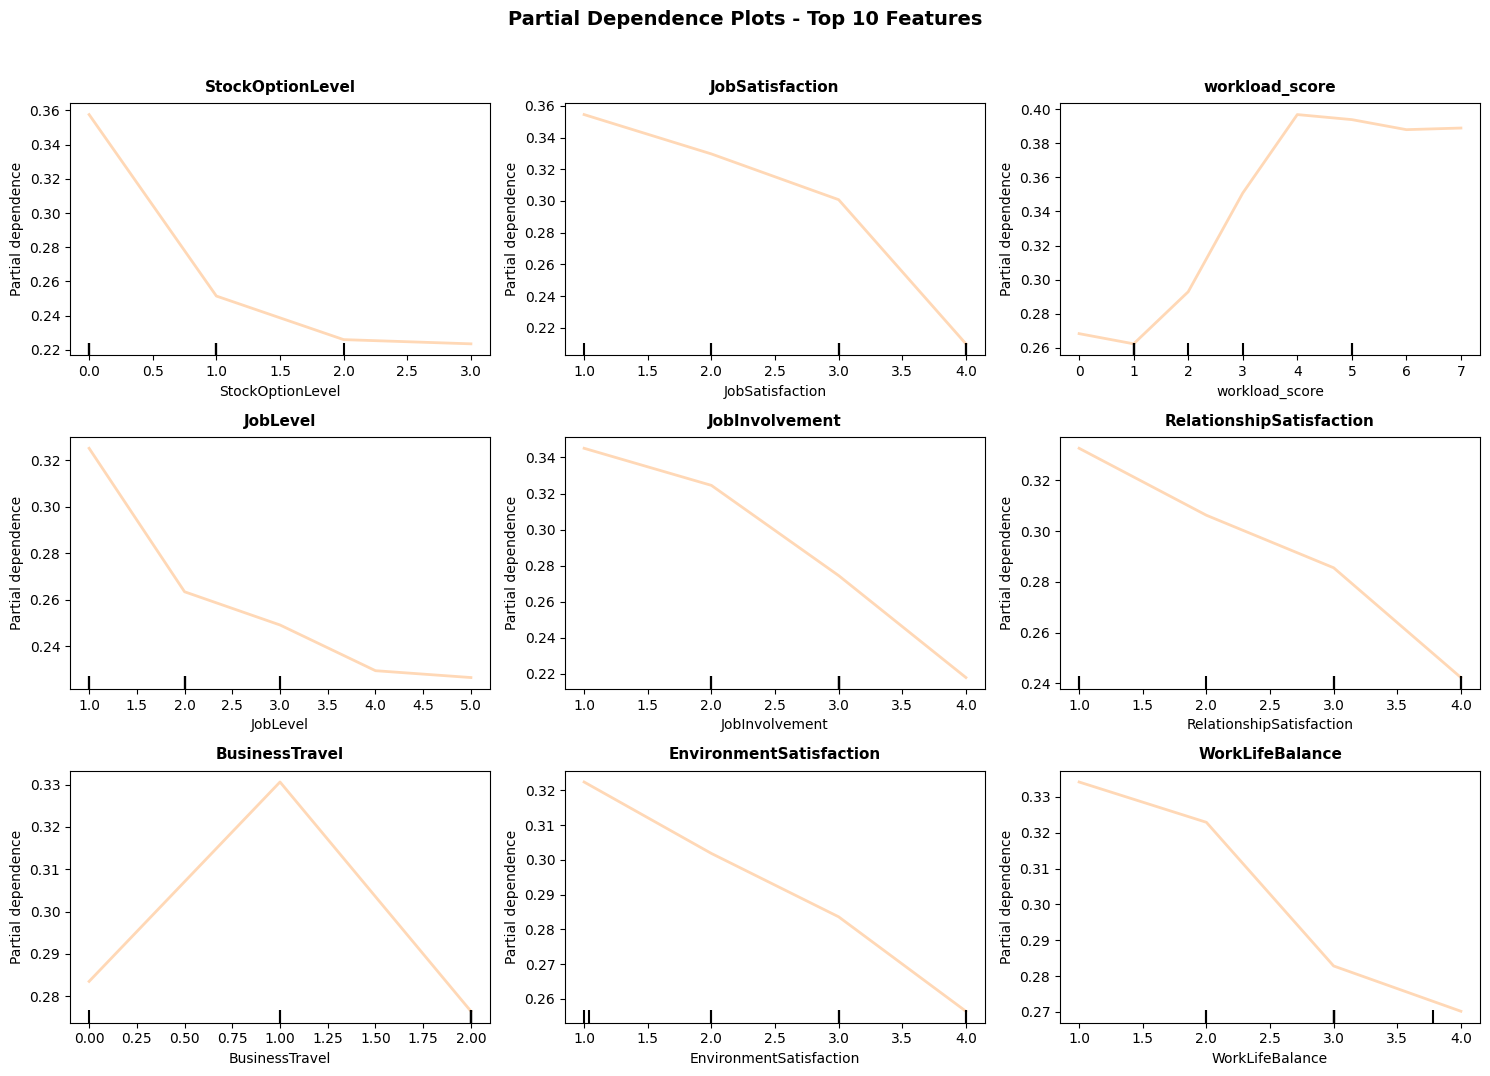 Partial Dependence Plots - Top 10 Features
StockOptionLevel
Partial dependence
0.36
0.34
0.32
0.30
0.28
0.26
0.24
0.22
0.0 0.5 1.0 1.5 2.0 2.5 3.0
StockOptionLevel
JobSatisfaction
Partial dependence
0.36
0.34
0.32
0.30
0.28
0.26
0.24
0.22
1.0 1.5 2.0 2.5 3.0 3.5 4.0
JobSatisfaction
workload_score
Partial dependence
0.40
0.38
0.36
0.34
0.32
0.30
0.28
0.26
0 1 2 3 4 5 6 7
workload_score
JobLevel
Partial dependence
0.32
0.30
0.28
0.26
0.24
1.0 1.5 2.0 2.5 3.0 3.5 4.0 4.5 5.0
JobLevel
JobInvolvement
Partial dependence
0.34
0.32
0.30
0.28
0.26
0.24
0.22
1.0 1.5 2.0 2.5 3.0 3.5 4.0
JobInvolvement
RelationshipSatisfaction
Partial dependence
0.32
0.30
0.28
0.26
0.24
1.0 1.5 2.0 2.5 3.0 3.5 4.0
RelationshipSatisfaction
BusinessTravel
Partial dependence
0.33
0.32
0.31
0.30
0.29
0.28
0.00 0.25 0.50 0.75 1.00 1.25 1.50 1.75 2.00
BusinessTravel
EnvironmentSatisfaction
Partial dependence
0.32
0.31
0.30
0.29
0.28
0.27
0.26
1.0 1.5 2.0 2.5 3.0 3.5 4.0
EnvironmentSatisfaction
WorkLifeBalance
Partial dependence
0.33
0.32
0.31
0.30
0.29
0.28
0.27
1.0 1.5 2.0 2.5 3.0 3.5 4.0
WorkLifeBalance